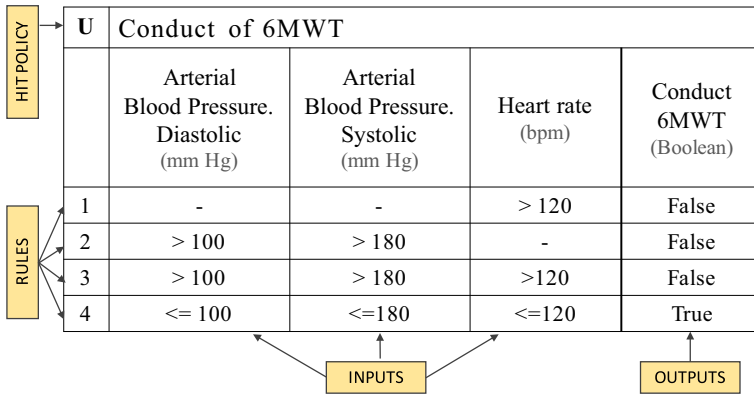 HIT POLICY
U Conduct of 6MWT
Arterial
Blood Pressure.
Diastolic
(mm Hg)
Arterial
Blood Pressure.
Systolic
(mm Hg)
Heart rate
(bpm)
Conduct
6MWT
(Boolean)
RULES
1 - - > 120 False
2 > 100 > 180 - False
3 > 100 > 180 >120 False
4 <= 100 <=180 <=120 True
INPUTS
OUTPUTS